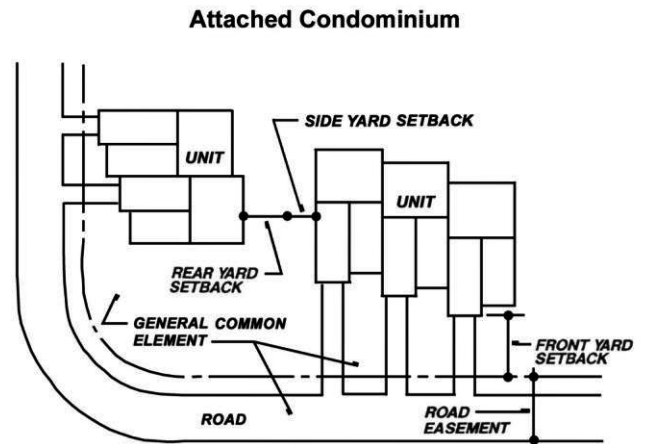 Attached Condominium
SIDE YARD SETBACK
UNIT
UNIT
REAR YARD
SETBACK
GENERAL COMMON
ELEMENT
FRONT YARD
SETBACK
ROAD
ROAD
EASEMENT